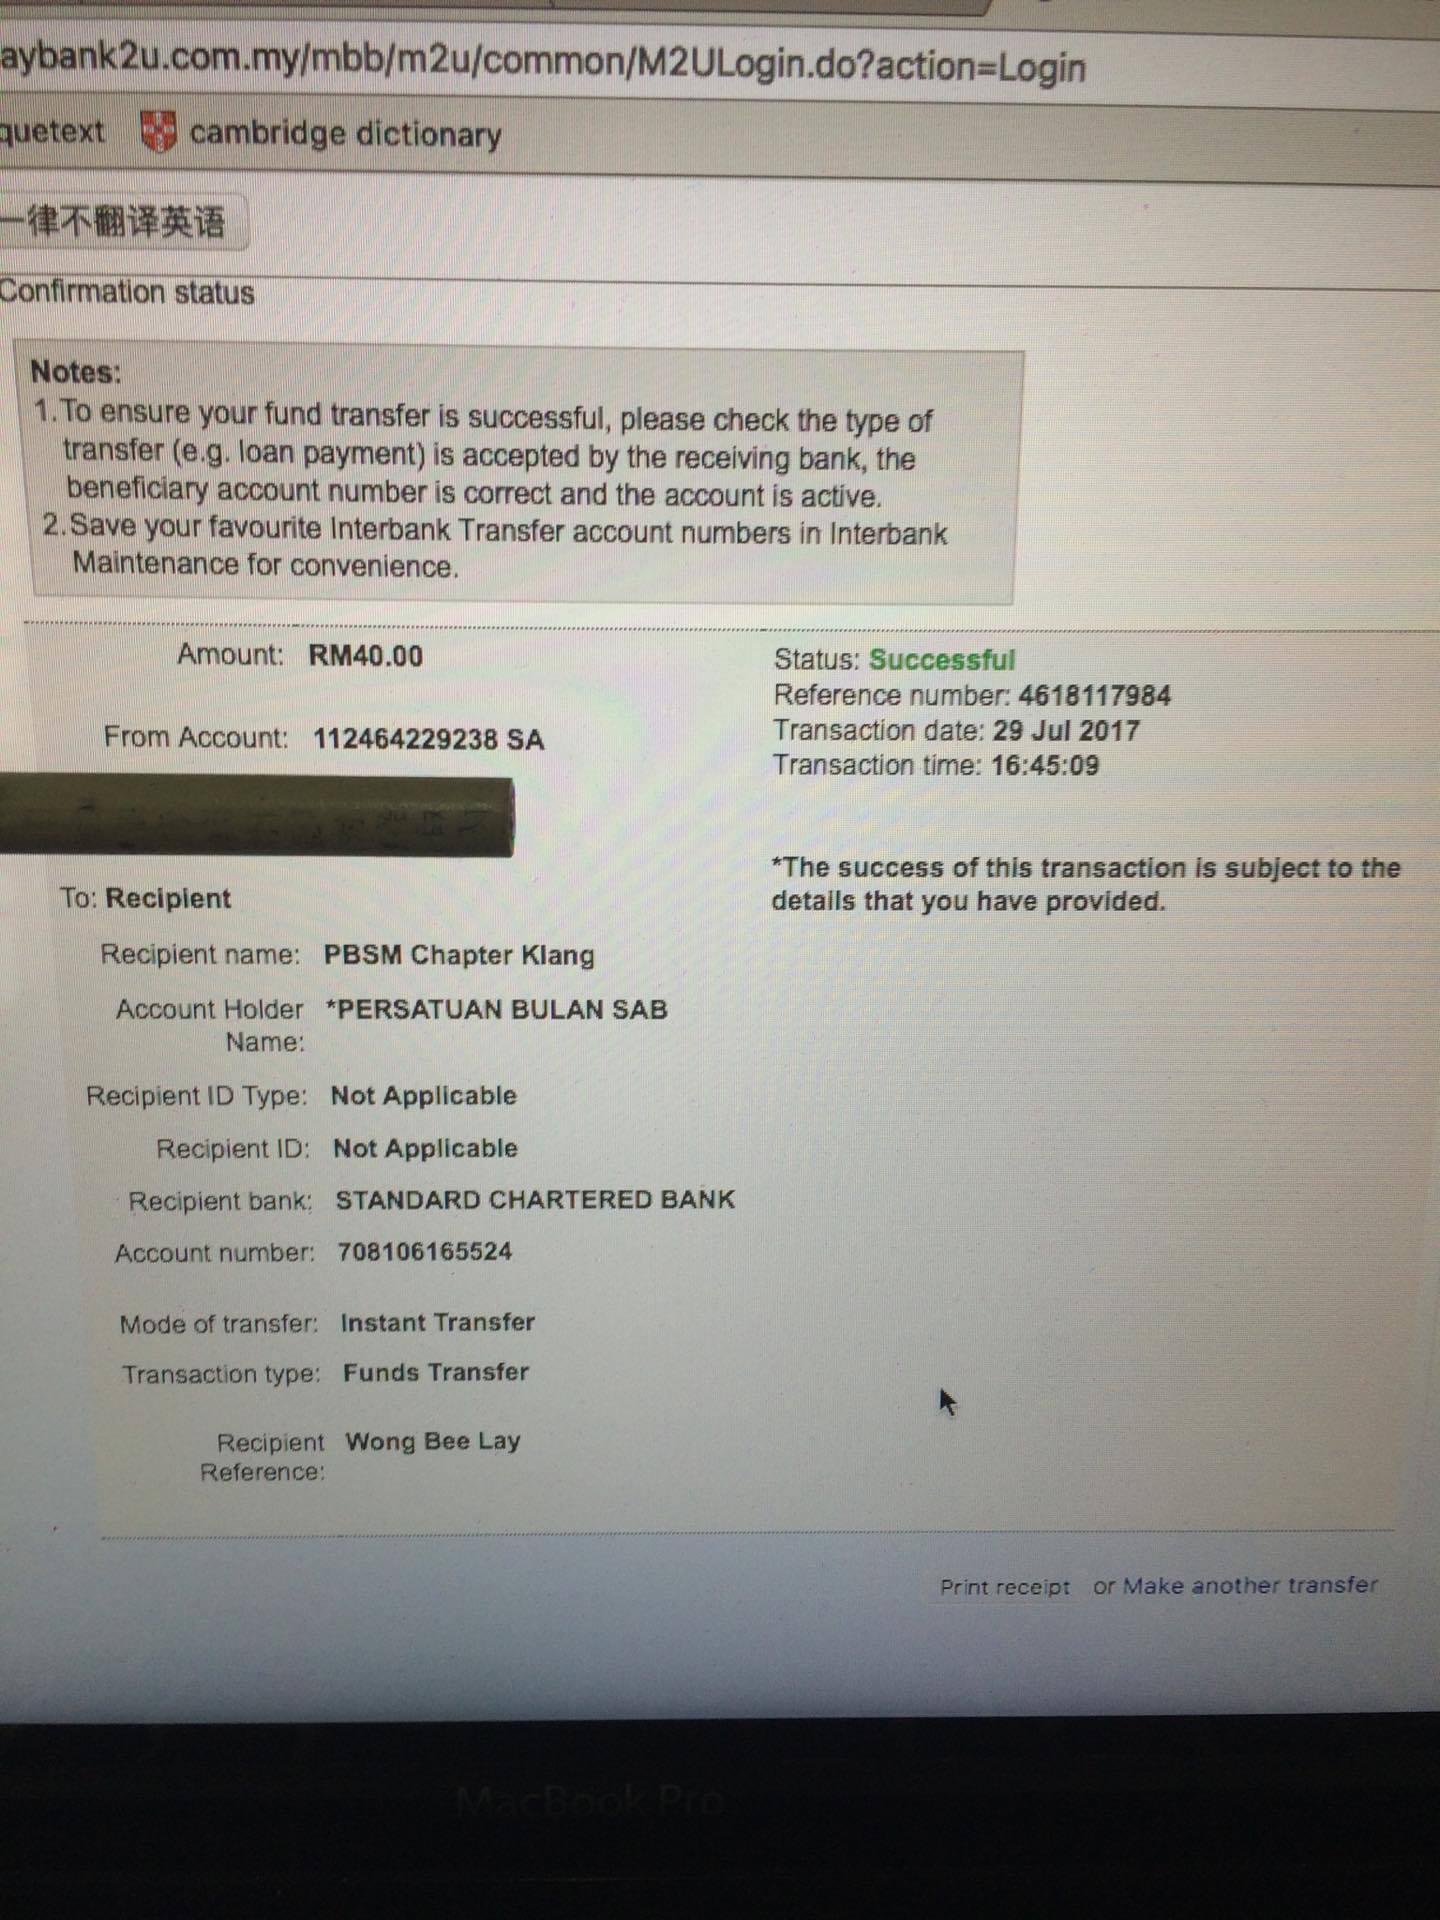 aybank2u.com.my/mbb/m2u/common/M2ULogin.do?action=Login
quetext cambridge dictionary
一律不翻译英语
Confirmation status
Notes:
1.To ensure your fund transfer is successful, please check the type of
transfer (e.g. loan payment) is accepted by the receiving bank, the
beneficiary account number is correct and the account is active.
2.Save your favourite Interbank Transfer account numbers in Interbank
Maintenance for convenience.
Amount: RM40.00
From Account: 112464229238 SA
Status: Successful
Reference number: 4618117984
Transaction date: 29 Jul 2017
Transaction time: 16:45:09
*The success of this transaction is subject to the
details that you have provided.
To: Recipient
Recipient name: PBSM Chapter Klang
Account Holder *PERSATUAN BULAN SAB
Name:
Recipient ID Type: Not Applicable
Recipient ID: Not Applicable
Recipient bank: STANDARD CHARTERED BANK
Account number: 708106165524
Mode of transfer: Instant Transfer
Transaction type: Funds Transfer
Recipient Wong Bee Lay
Reference:
Print receipt or Make another transfer
MacBook Pro